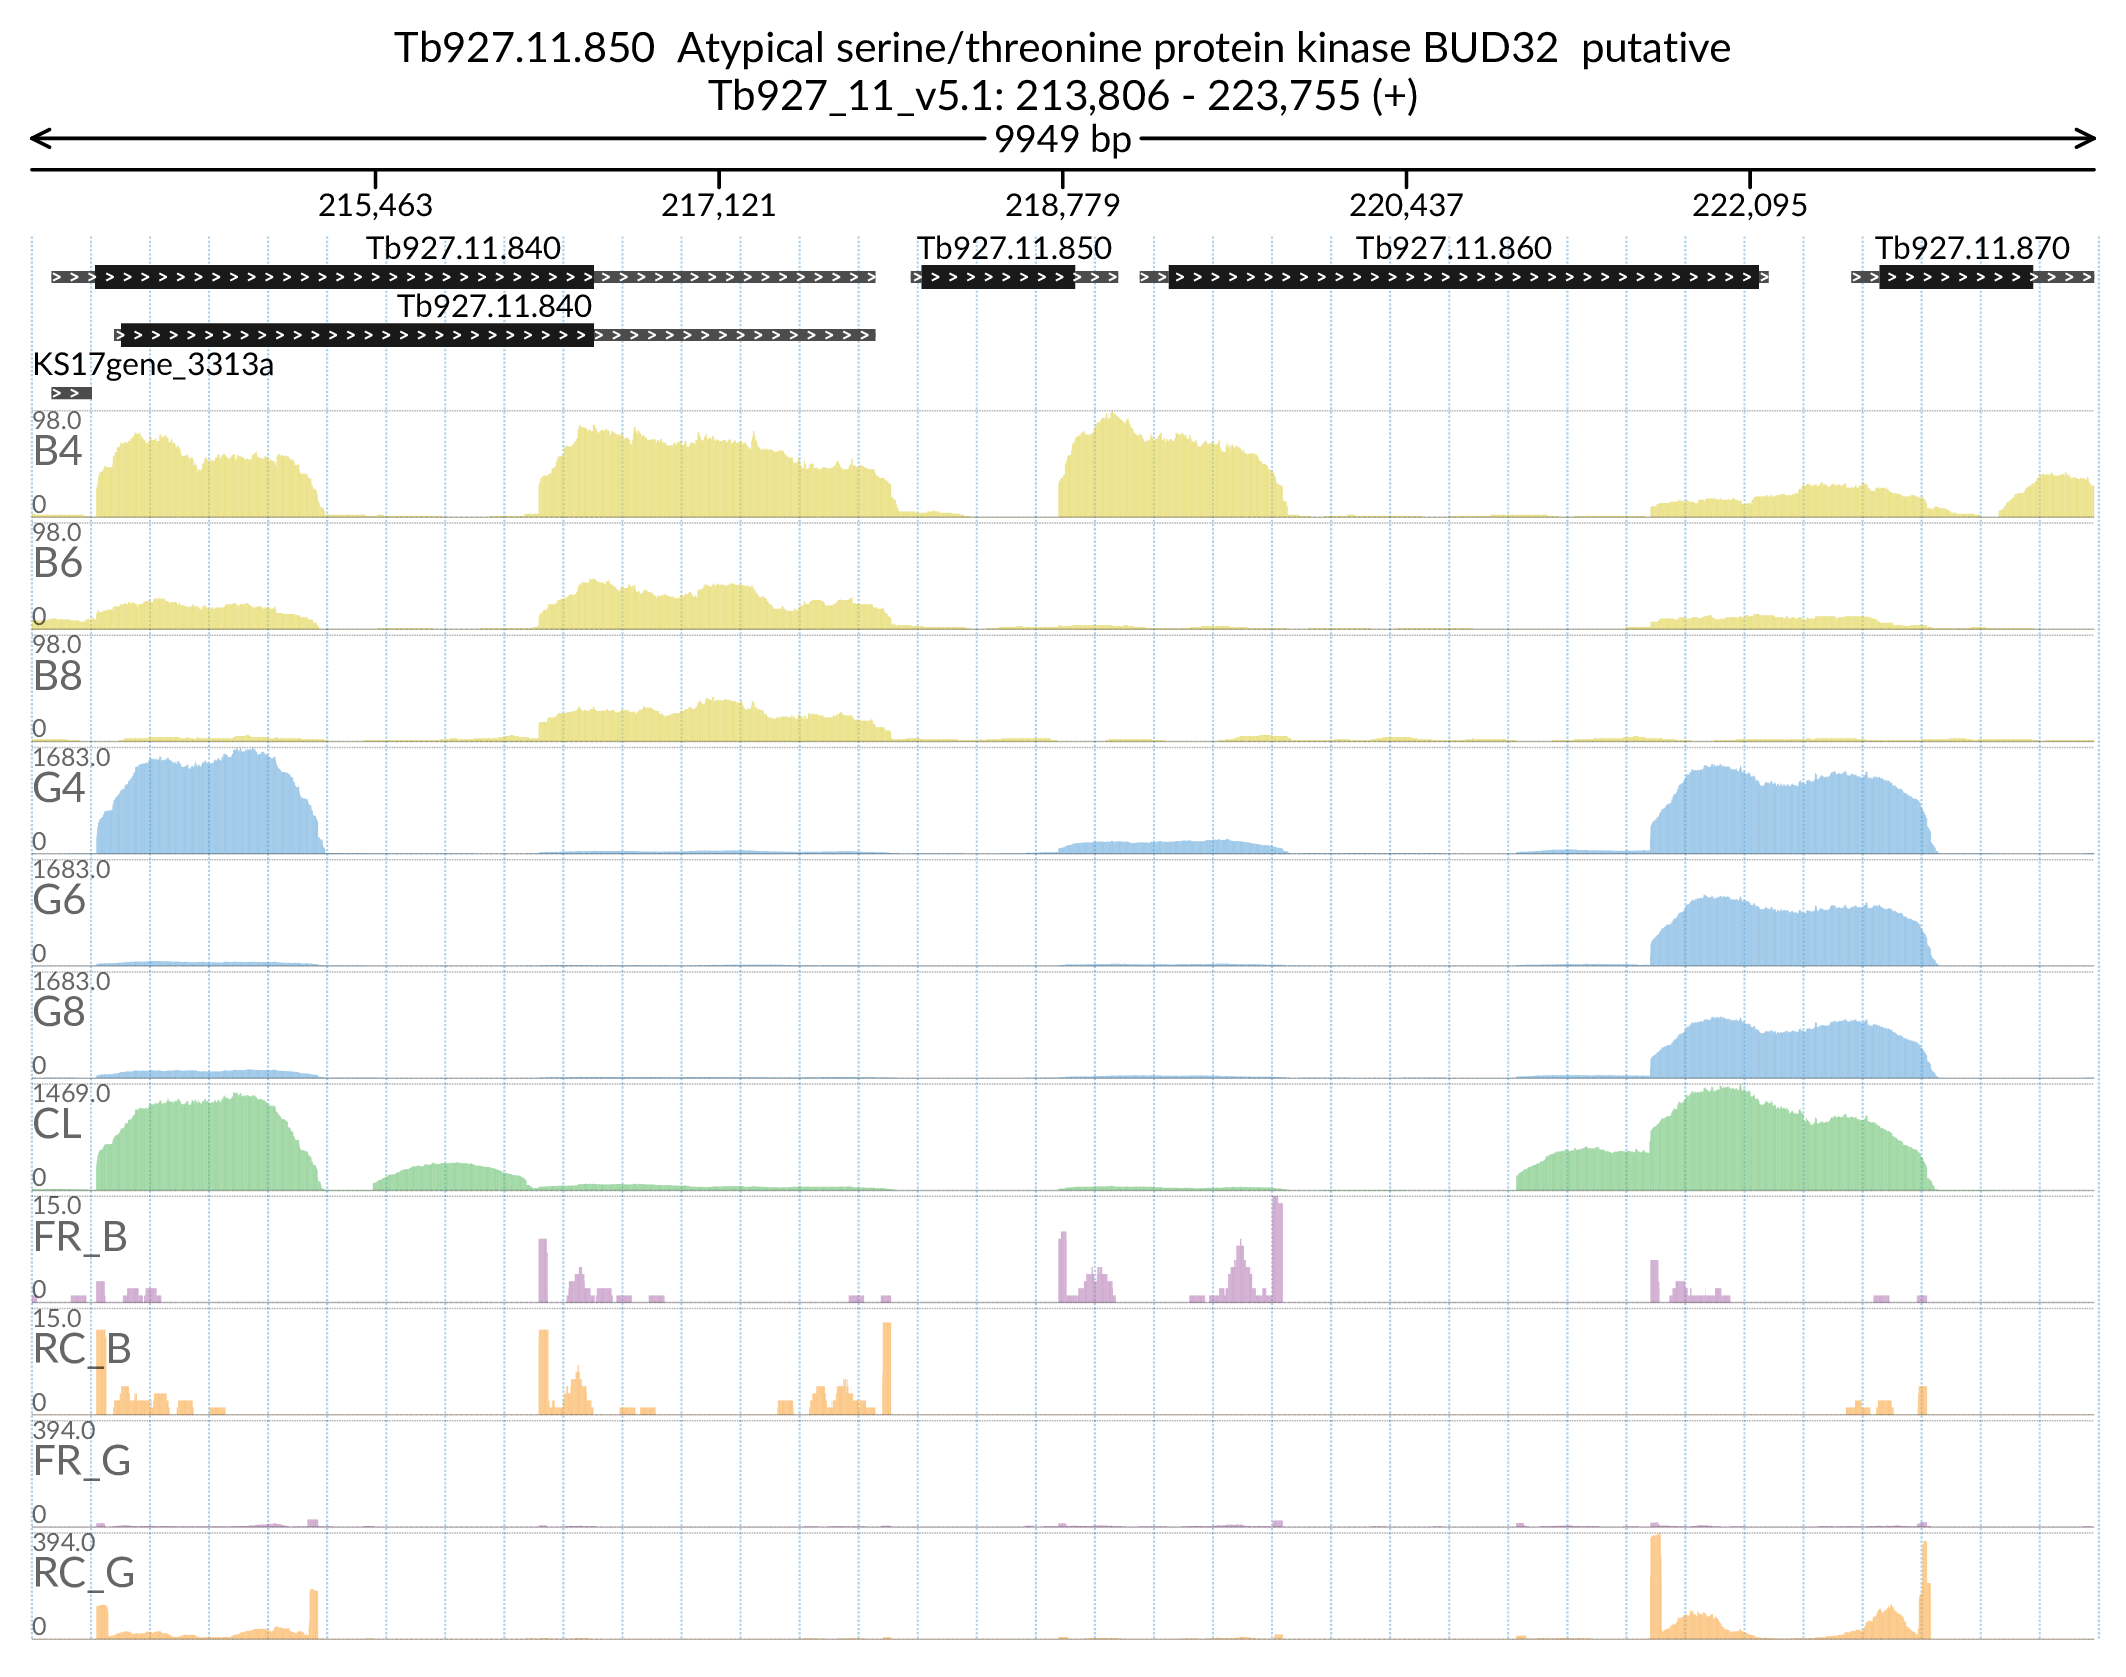 Tb927.11.850  Atypical serine/threonine protein kinase BUD32  putative
Tb927_11_v5.1: 213,806 - 223,755 (+)
9949 bp
215,463 217,121 218,779 220,437 222,095
Tb927.11.840 Tb927.11.850 Tb927.11.860 Tb927.11.870
Tb927.11.840
KS17gene_3313a
98.0
B4
0
98.0
B6
0
98.0
B8
0
1683.0
G4
0
1683.0
G6
0
1683.0
G8
0
1469.0
CL
0
15.0
FR_B
0
15.0
RC_B
0
394.0
FR_G
0
394.0
RC_G
0